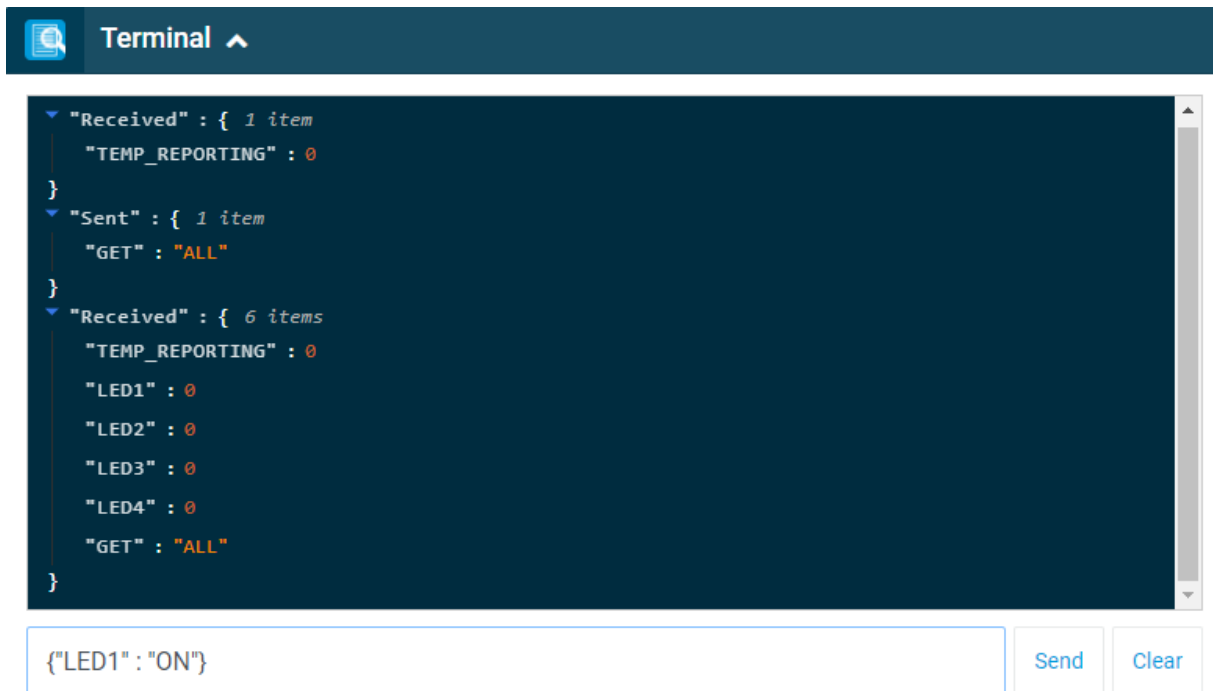 Terminal
"Received" : { 1 item
"TEMP_REPORTING" : 0
}
"Sent" : { 1 item
"GET" : "ALL"
}
"Received" : { 6 items
"TEMP_REPORTING" : 0
"LED1" : 0
"LED2" : 0
"LED3" : 0
"LED4" : 0
"GET" : "ALL"
}
{"LED1" : "ON"} Send Clear